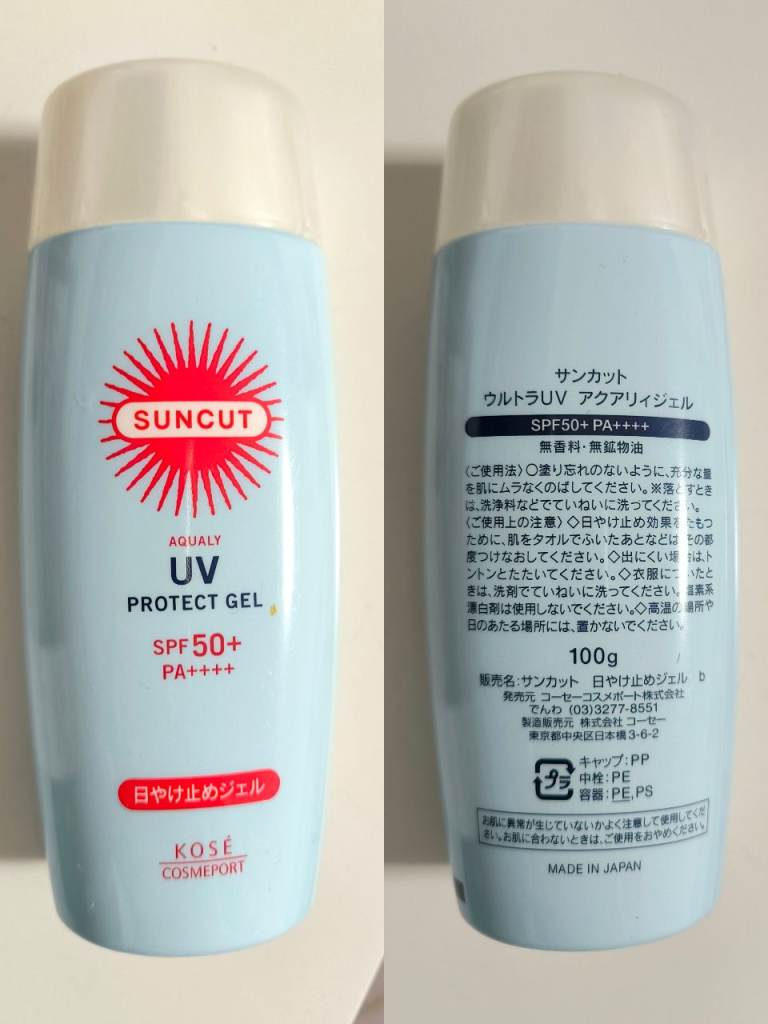 SUNCUT
AQUALY
UV
PROTECT GEL
SPF50+
PA++++
日やけ止めジェル
KOSÉ
COSMEPORT
サンカット
ウルトラUV アクアリィジェル
SPF50+ PA++++
無香料・無鉱物油
〈ご使用法〉○塗り忘れのないように、充分な量
を肌にムラなくのばしてください。※落とすとき
は、洗浄料などでていねいに洗ってください。
〈ご使用上の注意〉◇日やけ止め効果をたもつ
ために、肌をタオルでふいたあとなどは、その都
度つけなおしてください。◇出にくい場合は、ト
ントンとたたいてください。◇衣服についたと
きは、洗剤でていねいに洗ってください。塩素系
漂白剤は使用しないでください。◇高温の場所や
日のあたる場所には、置かないでください。
100g
販売名:サンカット 日やけ止めジェル b
発売元 コーセーコスメポート株式会社
でんわ (03)3277-8551
製造販売元 株式会社 コーセー
東京都中央区日本橋3-6-2
プラ
キャップ:PP
中栓:PE
容器:PE,PS
お肌に異常が生じていないかよく注意して使用してくだ
さい。お肌に合わないときは、ご使用をおやめください。
MADE IN JAPAN